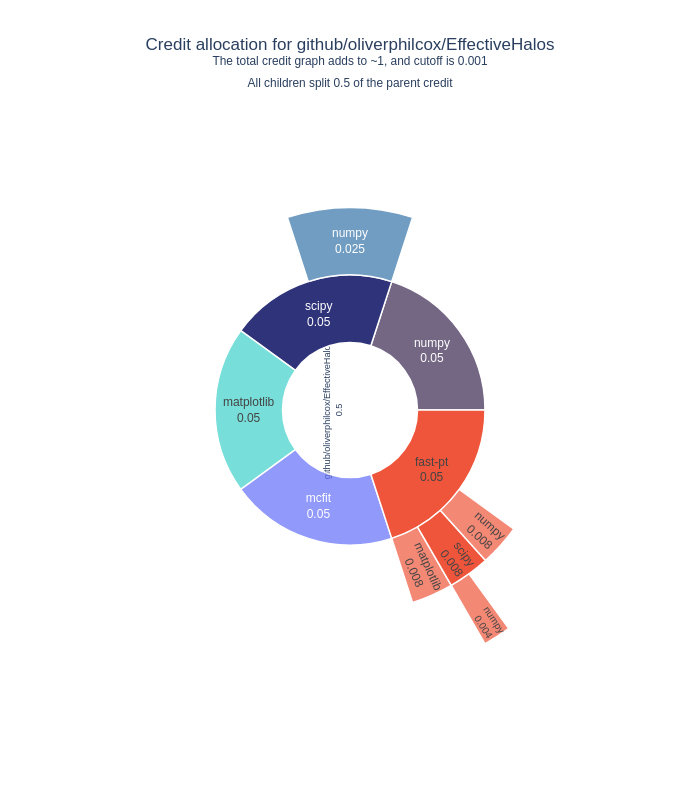 Credit allocation for github/oliverphilcox/EffectiveHalos
The total credit graph adds to ~1, and cutoff is 0.001
All children split 0.5 of the parent credit
numpy
0.025
scipy
0.05
numpy
0.05
matplotlib
0.05
github/oliverphilcox/EffectiveHalos
0.5
fast-pt
0.05
mcfit
0.05
numpy
0.008
scipy
0.008
matplotlib
0.008
numpy
0.004